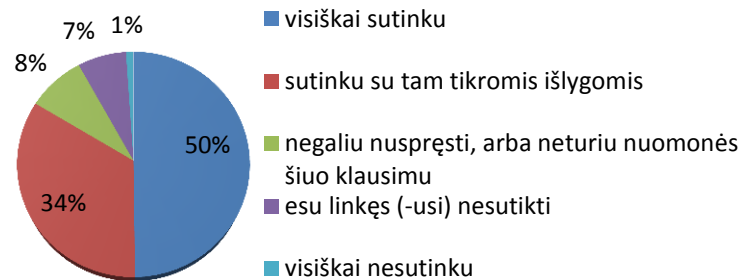 1%
7%
8%
50%
34%
visiškai sutinku
sutinku su tam tikromis išlygomis
negaliu nuspręsti, arba neturiu nuomonės
šiuo klausimu
esu linkęs (-usi) nesutikti
visiškai nesutinku